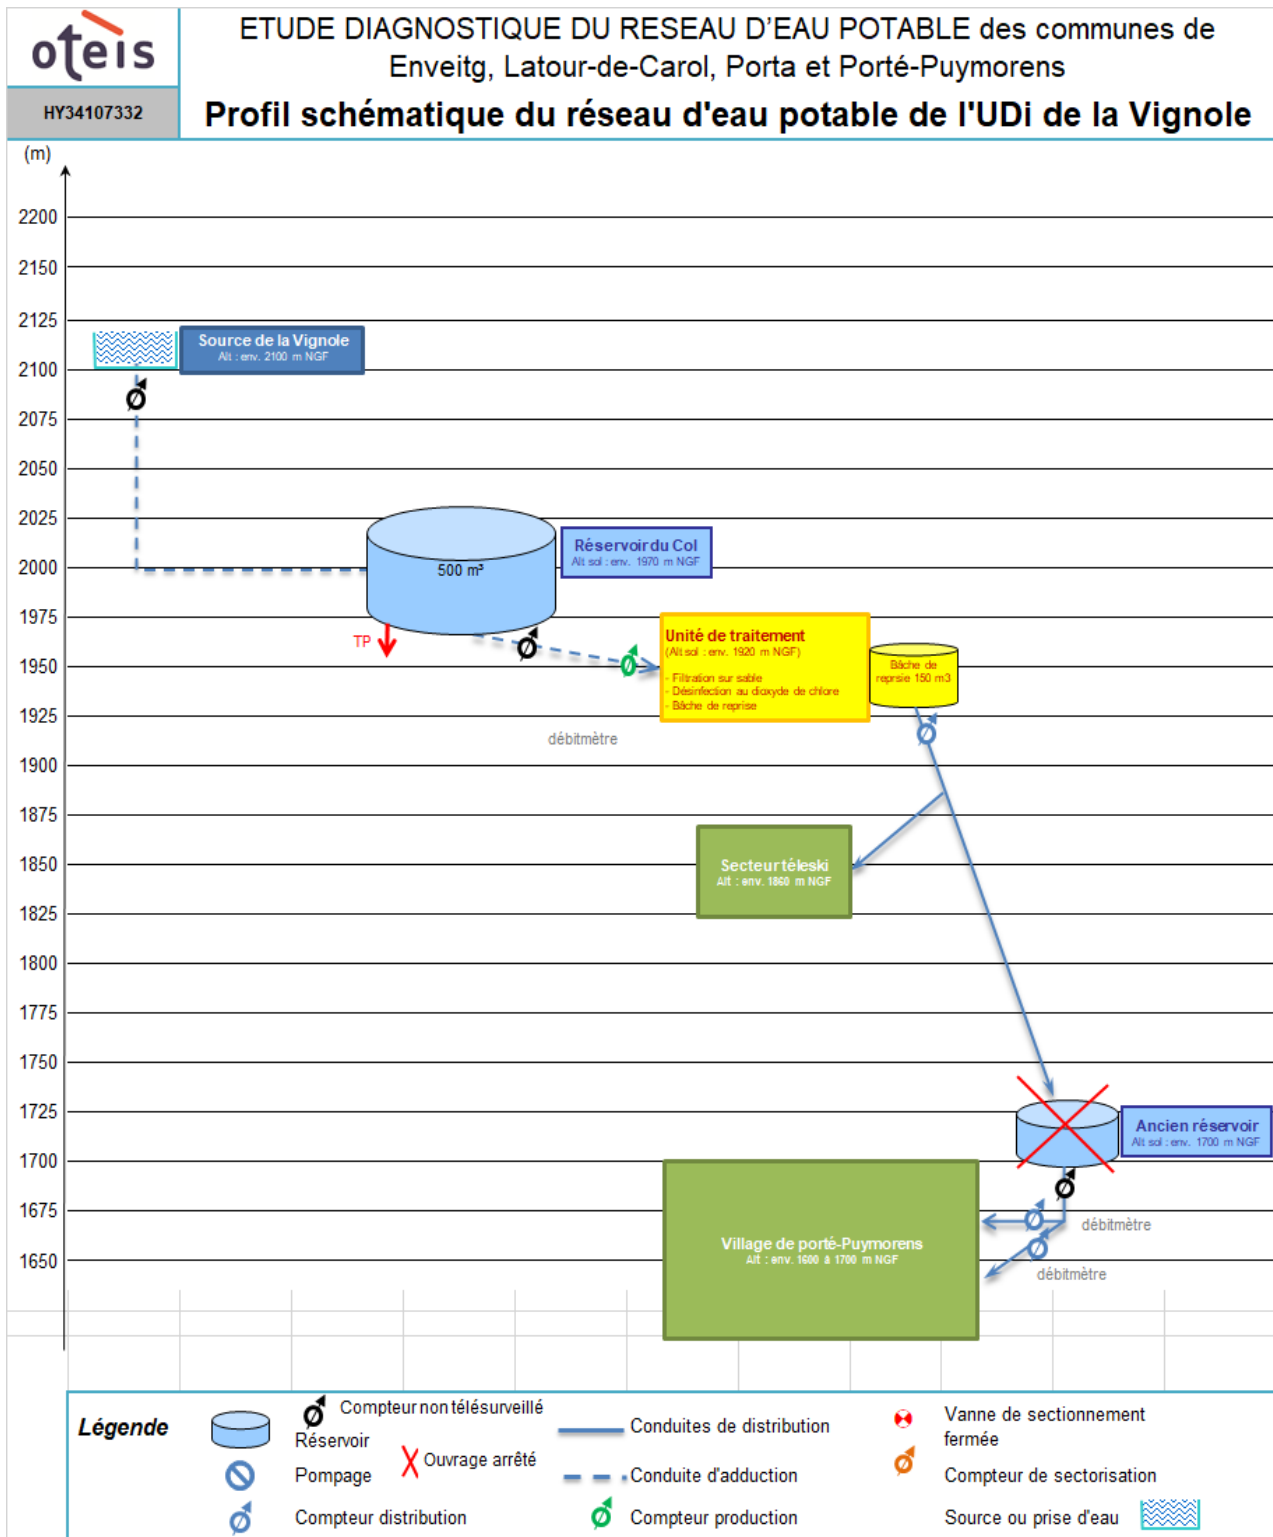 oteis
HY34107332
ETUDE DIAGNOSTIQUE DU RESEAU D'EAU POTABLE des communes de
Enveitg, Latour-de-Carol, Porta et Porté-Puymorens
Profil schématique du réseau d'eau potable de l'UDi de la Vignole
(m)
2200
2150
2125
Source de la Vignole
Alt : env. 2100 m NGF
2100
2075
2050
2025
Réservoir du Col
Alt sol : env. 1970 m NGF
2000
500 m³
1975
TP
Unité de traitement
(Alt sol : env. 1920 m NGF)
- Filtration sur sable
- Désinfection au dioxyde de chlore
- Bâche de reprise
Bâche de
reprsie 150 m3
1950
1925
débitmètre
1900
1875
Secteur téleski
Alt : env. 1860 m NGF
1850
1825
1800
1775
1750
1725
Ancien réservoir
Alt sol : env. 1700 m NGF
1700
1675
débitmètre
Village de porté-Puymorens
Alt : env. 1600 à 1700 m NGF
1650
débitmètre
Légende
Compteur non télésurveillé
Réservoir
Ouvrage arrêté
Pompage
Compteur distribution
Conduites de distribution
Conduite d'adduction
Compteur production
Vanne de sectionnement
fermée
Compteur de sectorisation
Source ou prise d'eau